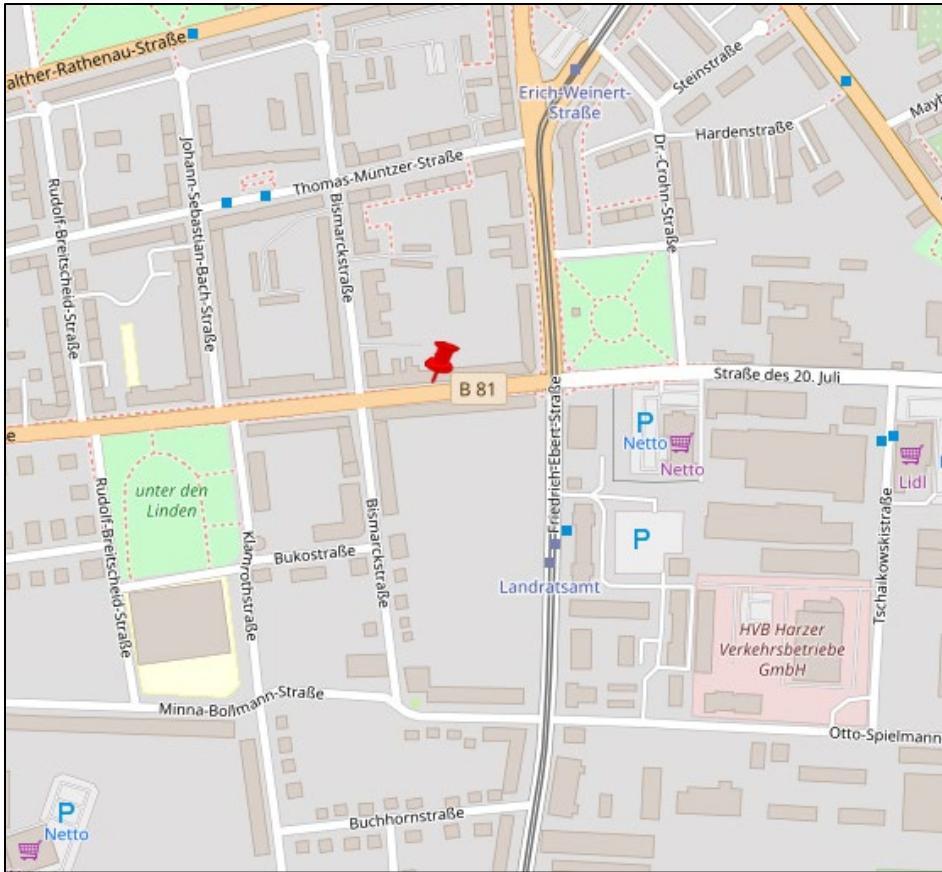 alther-Rathenau-Straße
Erich-Weinert-
Straße
Steinstraße
Mayh
Hardenstraße
Dr.-Crohn-Straße
Thomas-Müntzer-Straße
Rudolf-Breitscheid-Straße
Johann-Sebastian-Bach-Straße
Bismarckstraße
B 81
Straße des 20. Juli
e
P
Netto
Netto
Lidl
unter den
Linden
Rudolf-Breitscheid-Straße
Klamrothstraße
Bismarckstraße
Friedrich-Ebert-Straße
P
Tschaikowskistraße
Bukostraße
Landratsamt
HVB Harzer
Verkehrsbetriebe
GmbH
Minna-Bollmann-Straße
Otto-Spielmann
Buchhornstraße
P
Netto